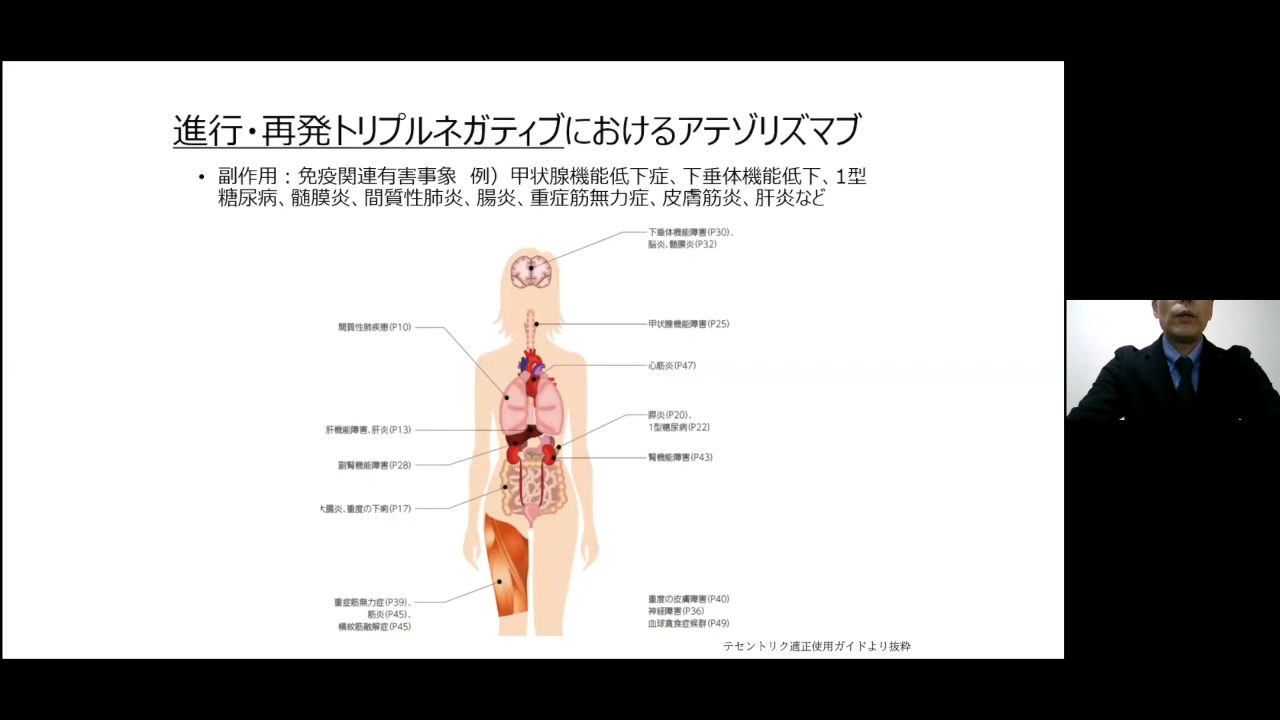 進行・再発トリプルネガティブにおけるアテゾリズマブ
• 副作用：免疫関連有害事象 例）甲状腺機能低下症、下垂体機能低下、1型
糖尿病、髄膜炎、間質性肺炎、腸炎、重症筋無力症、皮膚筋炎、肝炎など
下垂体機能障害(P30)、
脳炎、髄膜炎(P32)
間質性肺疾患(P10)
甲状腺機能障害(P25)
心筋炎(P47)
膵炎(P20)、
1型糖尿病(P22)
肝機能障害、肝炎(P13)
腎機能障害(P43)
副腎機能障害(P28)
大腸炎、重度の下痢(P17)
重症筋無力症(P39)、
筋炎(P45)、
横紋筋融解症(P45)
重度の皮膚障害(P40)
神経障害(P36)
血球貪食症候群(P49)
テセントリク適正使用ガイドより抜粋